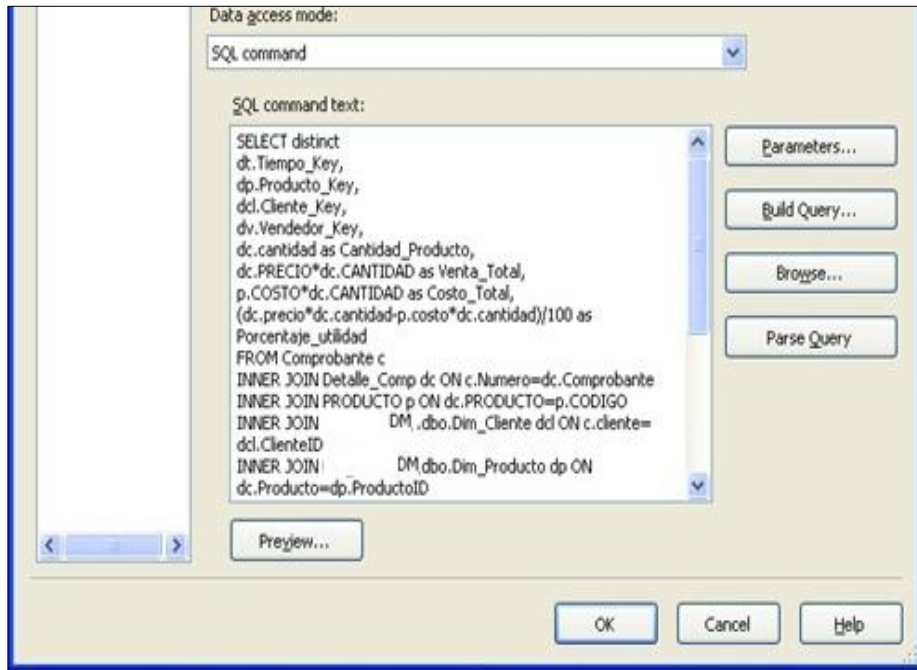 Data access mode:
SQL command
SQL command text:
SELECT distinct
dt.Tiempo_Key,
dp.Producto_Key,
dcl.Cliente_Key,
dv.Vendedor_Key,
dc.cantidad as Cantidad_Producto,
dc.PRECIO*dc.CANTIDAD as Venta_Total,
p.COSTO*dc.CANTIDAD as Costo_Total,
(dc.precio*dc.cantidad-p.costo*dc.cantidad)/100 as
Porcentaje_utilidad
FROM Comprobante c
INNER JOIN Detalle_Comp dc ON c.Numero=dc.Comprobante
INNER JOIN PRODUCTO p ON dc.PRODUCTO=p.CODIGO
INNER JOIN DM .dbo.Dim_Cliente dcl ON c.cliente=
dcl.ClienteID
INNER JOIN DM.dbo.Dim_Producto dp ON
dc.Producto=dp.ProductoID
Parameters...
Build Query...
Browse...
Parse Query
Preview...
OK
Cancel
Help